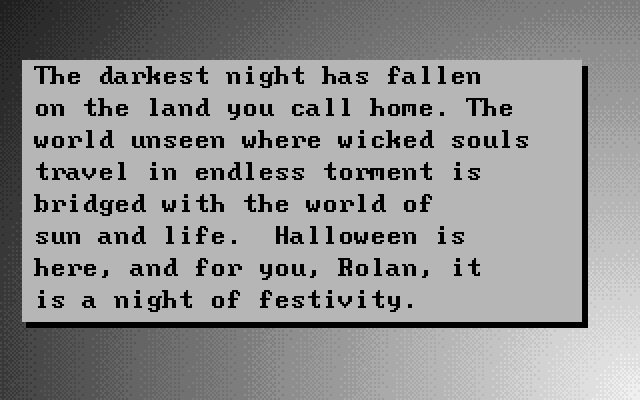 The darkest night has fallen
on the land you call home. The
world unseen where wicked souls
travel in endless torment is
bridged with the world of
sun and life.  Halloween is
here, and for you, Rolan, it
is a night of festivity.